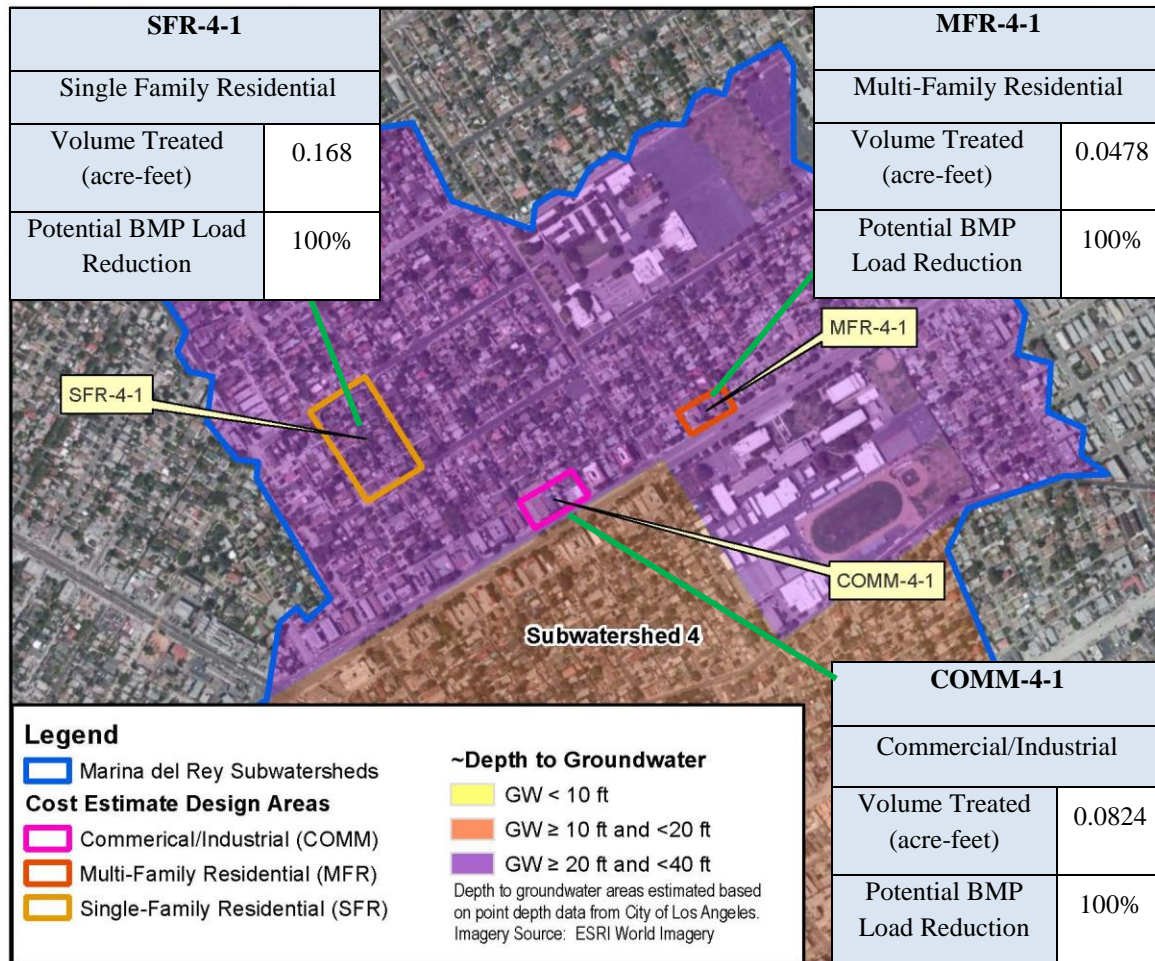 SFR-4-1
Single Family Residential
Volume Treated
(acre-feet)
0.168
Potential BMP Load
Reduction
100%
MFR-4-1
Multi-Family Residential
Volume Treated
(acre-feet)
0.0478
Potential BMP
Load Reduction
100%
MFR-4-1
SFR-4-1
COMM-4-1
Subwatershed 4
COMM-4-1
Commercial/Industrial
Volume Treated
(acre-feet)
0.0824
Potential BMP
Load Reduction
100%
Legend
Marina del Rey Subwatersheds
Cost Estimate Design Areas
Commerical/Industrial (COMM)
Multi-Family Residential (MFR)
Single-Family Residential (SFR)
~Depth to Groundwater
GW < 10 ft
GW ≥ 10 ft and <20 ft
GW ≥ 20 ft and <40 ft
Depth to groundwater areas estimated based
on point depth data from City of Los Angeles.
Imagery Source: ESRI World Imagery